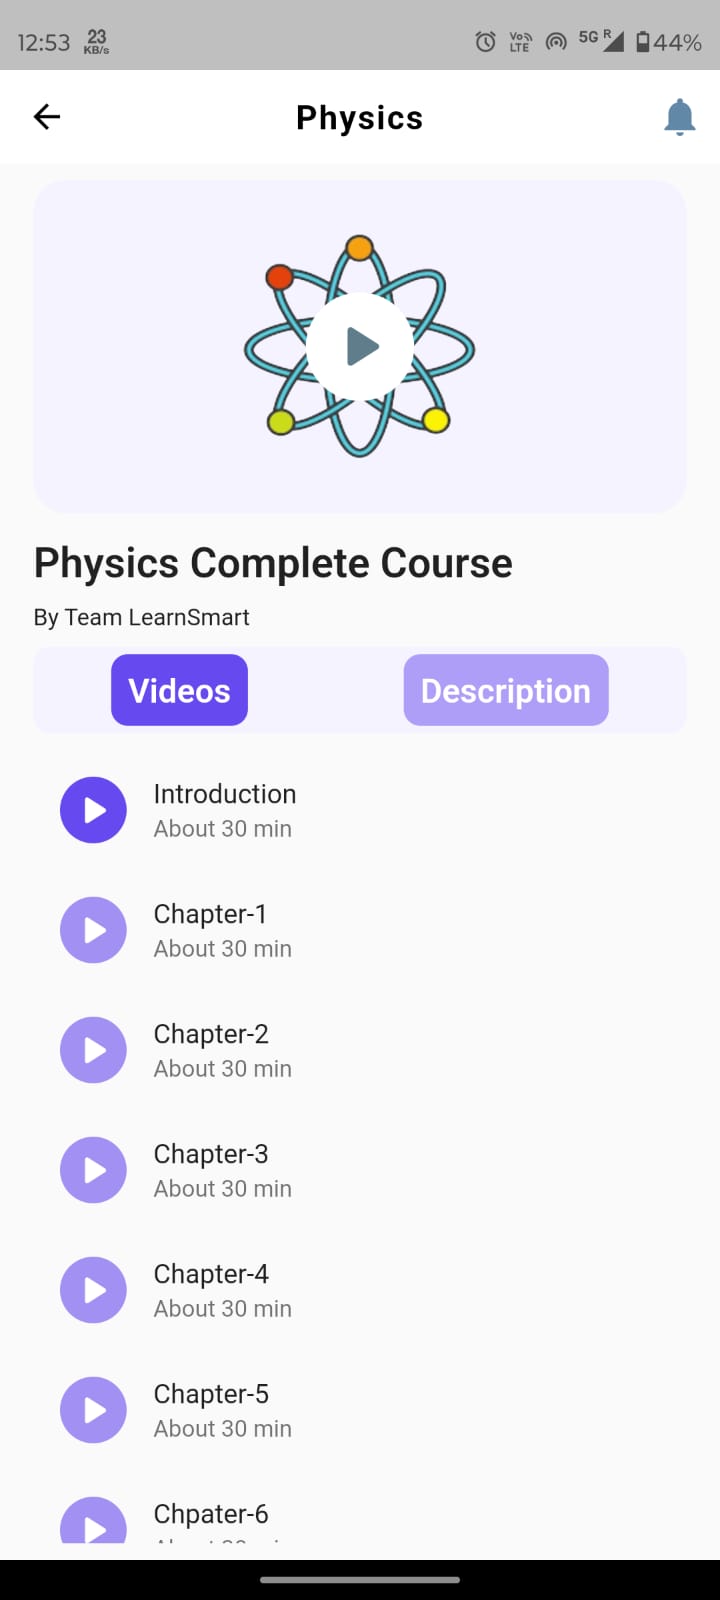 12:53 23 KB/s Vo)) LTE 5G R 44%
Physics
Physics Complete Course
By Team LearnSmart
Videos Description
Introduction
About 30 min
Chapter-1
About 30 min
Chapter-2
About 30 min
Chapter-3
About 30 min
Chapter-4
About 30 min
Chapter-5
About 30 min
Chpater-6